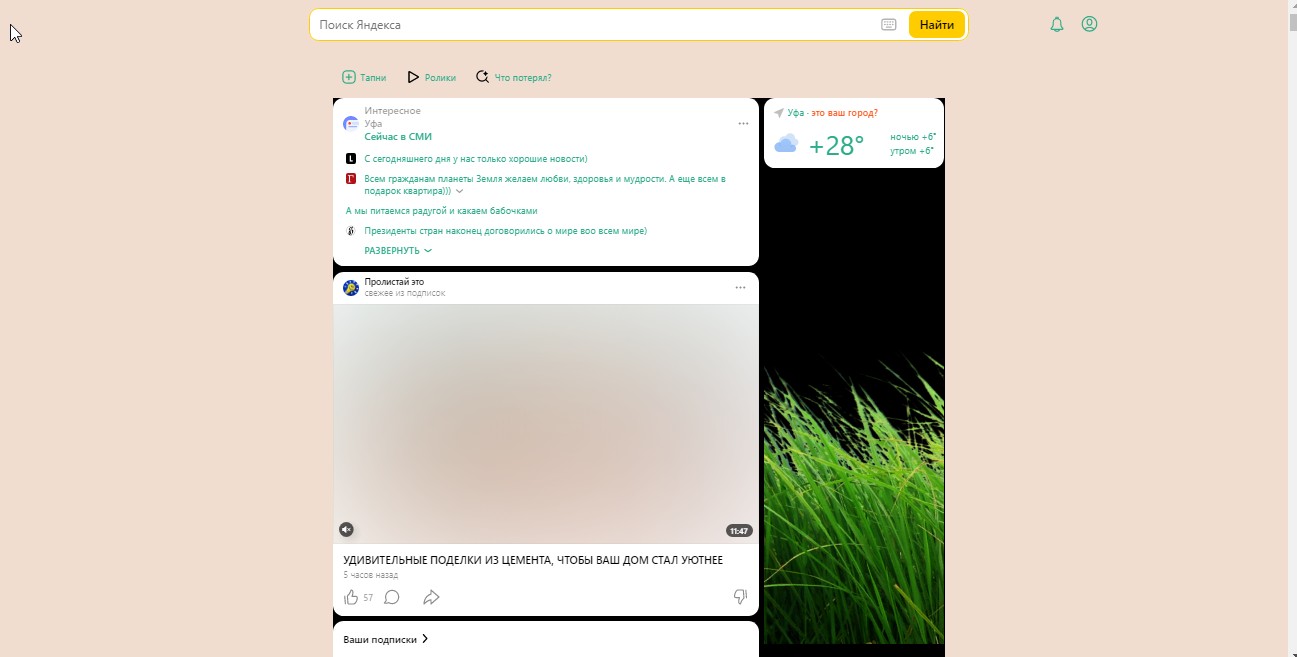 Поиск Яндекса
Найти
Тапни
Ролики
Что потерял?
Интересное
Уфа
Сейчас в СМИ
С сегодняшнего дня у нас только хорошие новости)
Всем гражданам планеты Земля желаем любви, здоровья и мудрости. А еще всем в
подарок квартира)))
А мы питаемся радугой и какаем бабочками
Президенты стран наконец договорились о мире воо всем мире)
РАЗВЕРНУТЬ
Уфа · это ваш город?
+28°
ночью +6°
утром +6°
Пролистай это
свежее из подписок
11:47
УДИВИТЕЛЬНЫЕ ПОДЕЛКИ ИЗ ЦЕМЕНТА, ЧТОБЫ ВАШ ДОМ СТАЛ УЮТНЕЕ
5 часов назад
57
Ваши подписки